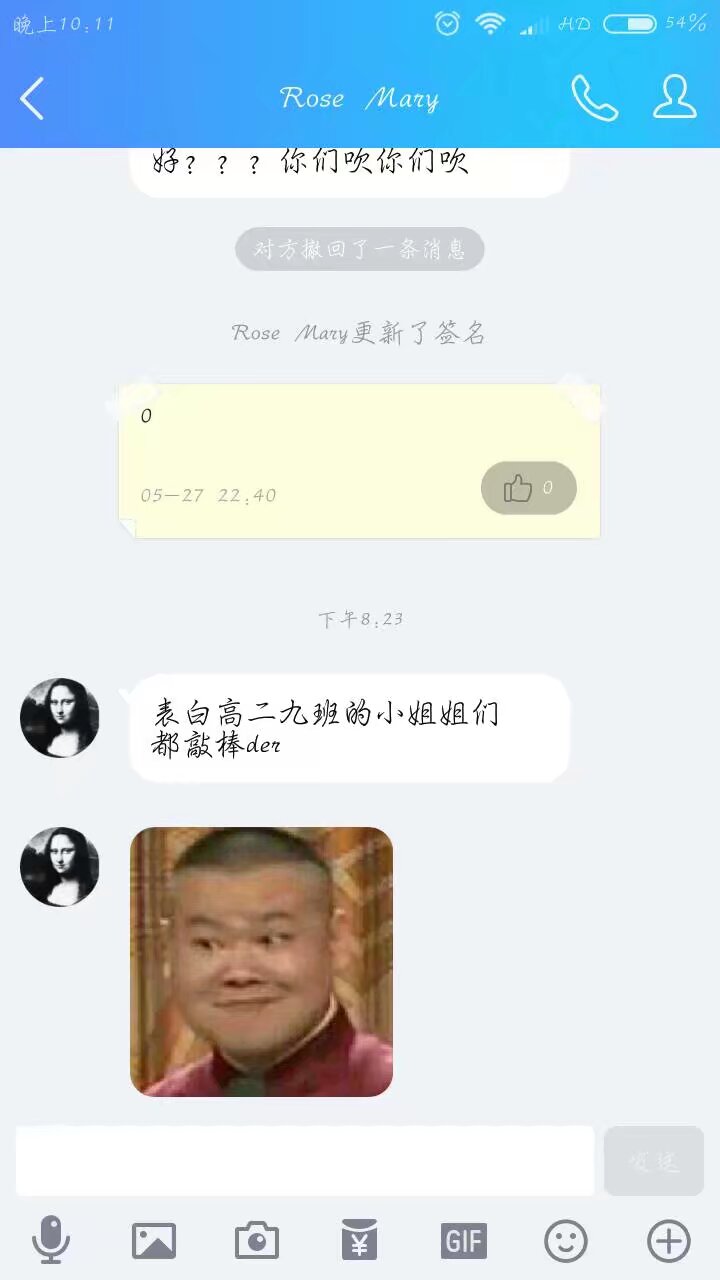 晚上10:11
HD
54%
Rose Mary
好？？？你们吹你们吹
对方撤回了一条消息
Rose Mary更新了签名
0
05-27 22:40
0
下午8:23
表白高二九班的小姐姐们
都敲棒der
发送
¥
GIF